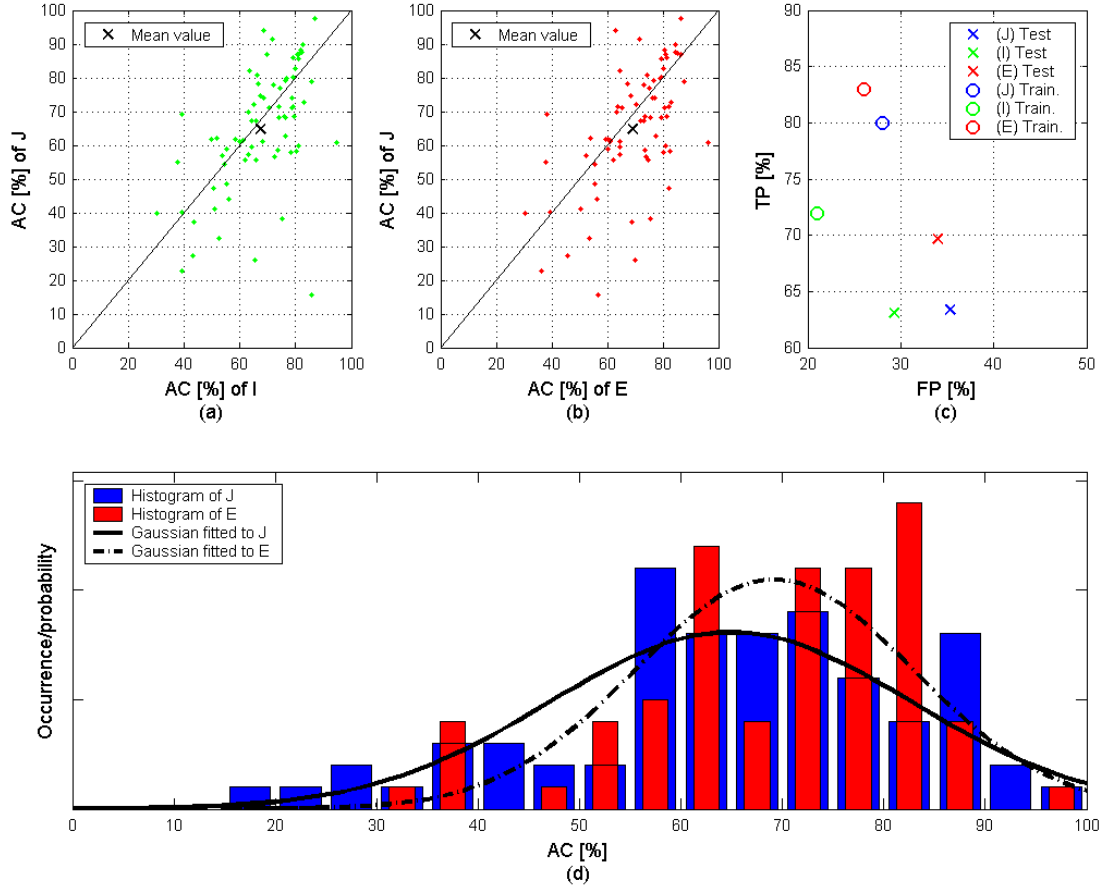 100
90
80
70
60
50
40
30
20
10
0
AC [%] of J
Mean value
0 20 40 60 80 100
AC [%] of I
(a)
100
90
80
70
60
50
40
30
20
10
0
AC [%] of J
Mean value
0 20 40 60 80 100
AC [%] of E
(b)
90
85
80
75
70
65
60
TP [%]
(J) Test
(I) Test
(E) Test
(J) Train.
(I) Train.
(E) Train.
20 30 40 50
FP [%]
(c)
Occurrence/probability
Histogram of J
Histogram of E
Gaussian fitted to J
Gaussian fitted to E
0 10 20 30 40 50 60 70 80 90 100
AC [%]
(d)